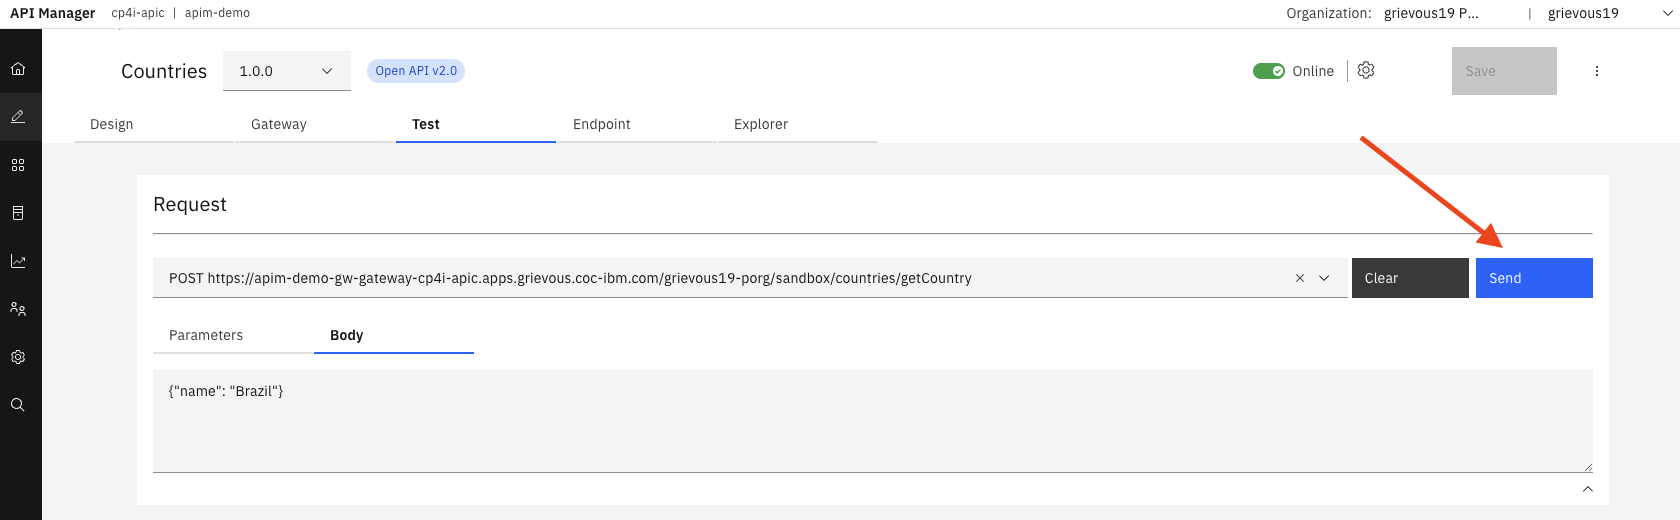 API Manager cp4i-apic | apim-demo Organization: grievous19 P... | grievous19
Countries 1.0.0 Open API v2.0 Online Save
Design Gateway Test Endpoint Explorer
Request
POST https://apim-demo-gw-gateway-cp4i-apic.apps.grievous.coc-ibm.com/grievous19-porg/sandbox/countries/getCountry Clear Send
Parameters Body
{"name": "Brazil"}